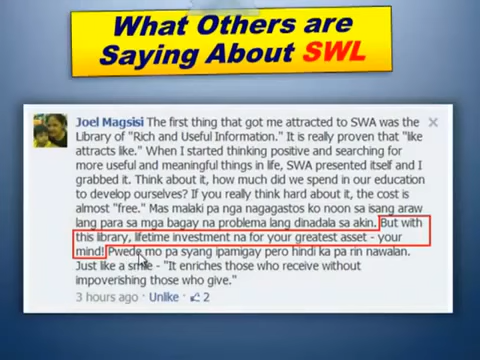 What Others are
Saying About SWL
Joel Magsisi The first thing that got me attracted to SWA was the
Library of "Rich and Useful Information." It is really proven that "like
attracts like." When I started thinking positive and searching for
more useful and meaningful things in life, SWA presented itself and I
grabbed it. Think about it, how much did we spend in our education
to develop ourselves? If you really think hard about it, the cost is
almost "free." Mas malaki pa nga nagagastos ko noon sa isang araw
lang para sa mga bagay na problema lang dinadala sa akin. But with
this library, lifetime investment na for your greatest asset - your
mind! Pwede mo pa syang ipamigay pero hindi ka pa rin nawalan.
Just like a smile - "It enriches those who receive without
impoverishing those who give."
3 hours ago · Unlike · 2